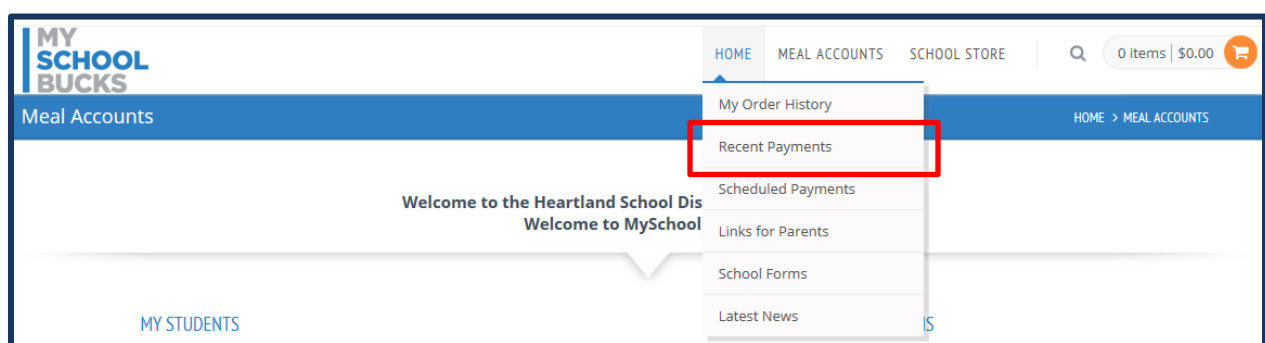 MY
SCHOOL
BUCKS
HOME MEAL ACCOUNTS SCHOOL STORE 0 items | $0.00
Meal Accounts
HOME > MEAL ACCOUNTS
My Order History
Recent Payments
Scheduled Payments
Links for Parents
School Forms
Latest News
Welcome to the Heartland School Dis
Welcome to MySchool
MY STUDENTS